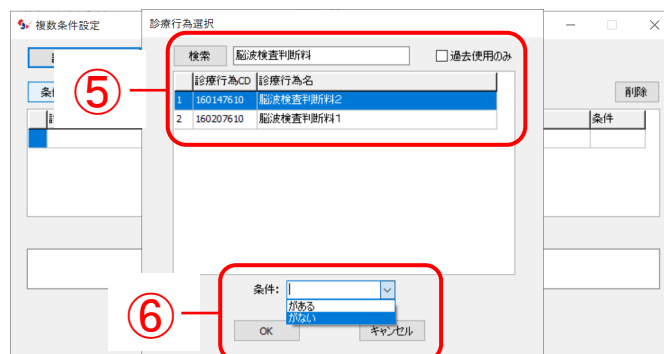 複数条件設定
診療行為選択
検索 脳波検査判断料 過去使用のみ
⑤
診療行為CD 診療行為名
1 160147610 脳波検査判断料2
2 160207610 脳波検査判断料1
削除
条件
条件:
がある
がない
⑥
OK キャンセル